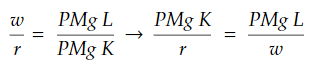 w/r = PMg L/PMg K → PMg K/r = PMg L/w